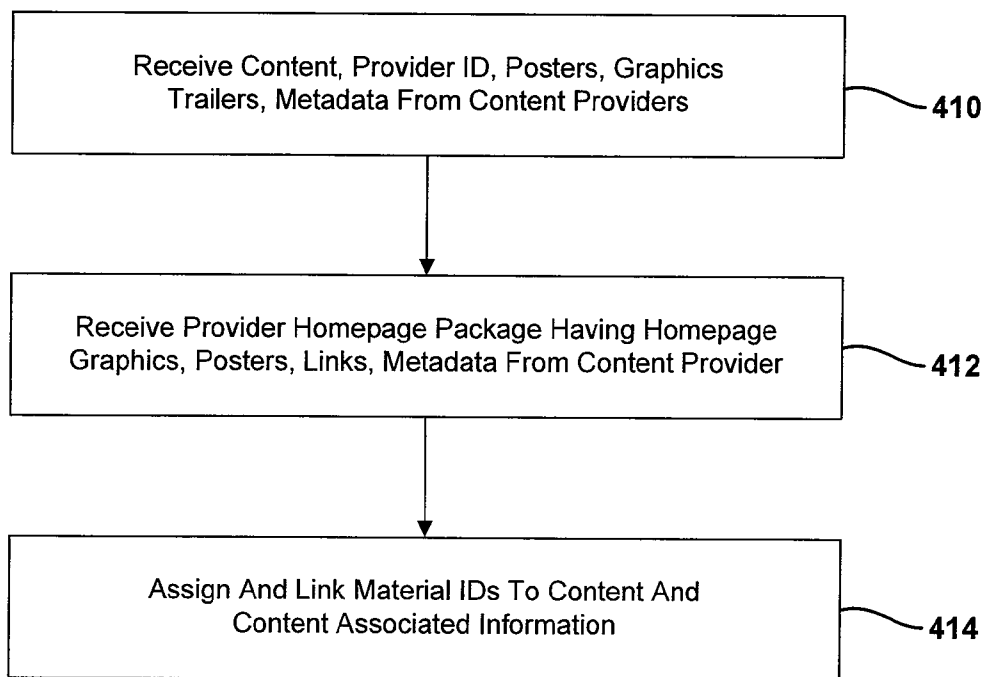 Receive Content, Provider ID, Posters, Graphics
Trailers, Metadata From Content Providers
410
Receive Provider Homepage Package Having Homepage
Graphics, Posters, Links, Metadata From Content Provider
412
Assign And Link Material IDs To Content And
Content Associated Information
414